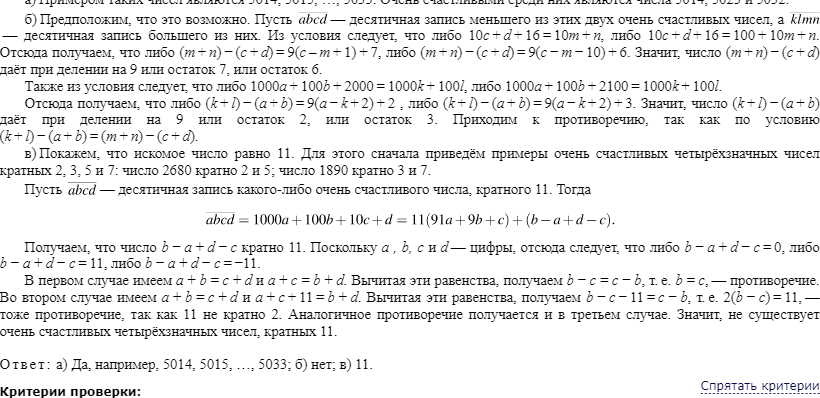 а) Примером таких чисел являются 5014, 5015, …, 5033. Очень счастливыми среди них являются числа 5014, 5023 и 5032.
б) Предположим, что это возможно. Пусть abcd — десятичная запись меньшего из этих двух очень счастливых чисел, а klmn
— десятичная запись большего из них. Из условия следует, что либо 10c + d + 16 = 10m + n, либо 10c + d + 16 = 100 + 10m + n.
Отсюда получаем, что либо (m + n) − (c + d) = 9(c − m + 1) + 7, либо (m + n) − (c + d) = 9(c − m − 10) + 6. Значит, число (m + n) − (c + d)
даёт при делении на 9 или остаток 7, или остаток 6.
Также из условия следует, что либо 1000a + 100b + 2000 = 1000k + 100l, либо 1000a + 100b + 2100 = 1000k + 100l.
Отсюда получаем, что либо (k + l) − (a + b) = 9(a − k + 2) + 2 , либо (k + l) − (a + b) = 9(a − k + 2) + 3. Значит, число (k + l) − (a + b)
даёт при делении на 9 или остаток 2, или остаток 3. Приходим к противоречию, так как по условию
(k + l) − (a + b) = (m + n) − (c + d).
в) Покажем, что искомое число равно 11. Для этого сначала приведём примеры очень счастливых четырёхзначных чисел
кратных 2, 3, 5 и 7: число 2680 кратно 2 и 5; число 1890 кратно 3 и 7.
Пусть abcd — десятичная запись какого-либо очень счастливого числа, кратного 11. Тогда
abcd = 1000a + 100b + 10c + d = 11(91a + 9b + c) + (b − a + d − c).
Получаем, что число b − a + d − c кратно 11. Поскольку a , b, c и d — цифры, отсюда следует, что либо b − a + d − c = 0, либо
b − a + d − c = 11, либо b − a + d − c = −11.
В первом случае имеем a + b = c + d и a + c = b + d. Вычитая эти равенства, получаем b − c = c − b, т. е. b = c, — противоречие.
Во втором случае имеем a + b = c + d и a + c + 11 = b + d. Вычитая эти равенства, получаем b − c − 11 = c − b, т. е. 2(b − c) = 11, —
тоже противоречие, так как 11 не кратно 2. Аналогичное противоречие получается и в третьем случае. Значит, не существует
очень счастливых четырёхзначных чисел, кратных 11.
Ответ: а) Да, например, 5014, 5015, …, 5033; б) нет; в) 11.
Спрятать критерии
Критерии проверки: